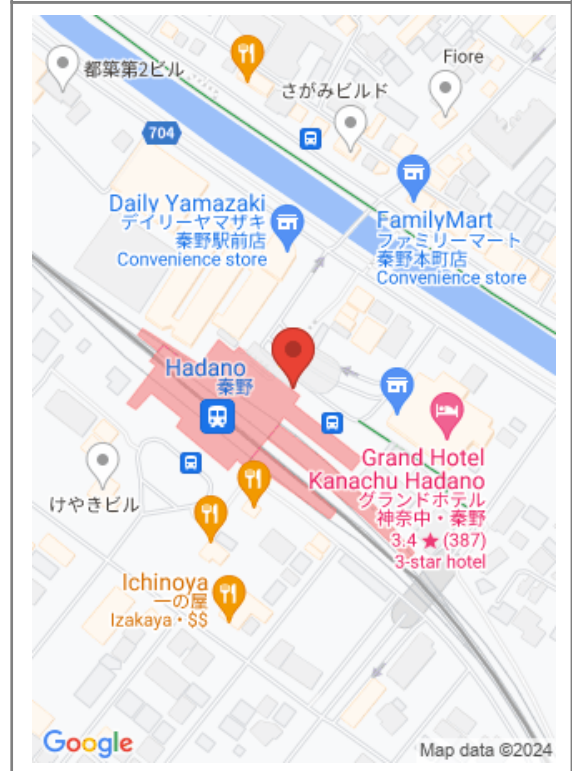 Fiore
都築第2ビル
さがみビルド
704
Daily Yamazaki
デイリーヤマザキ
秦野駅前店
Convenience store
FamilyMart
ファミリーマート
秦野本町店
Convenience store
Hadano
秦野
Grand Hotel
Kanachu Hadano
グランドホテル
神奈中・秦野
3.4 ★ (387)
3-star hotel
けやきビル
Ichinoya
一の屋
Izakaya • $$
Google
Map data ©2024